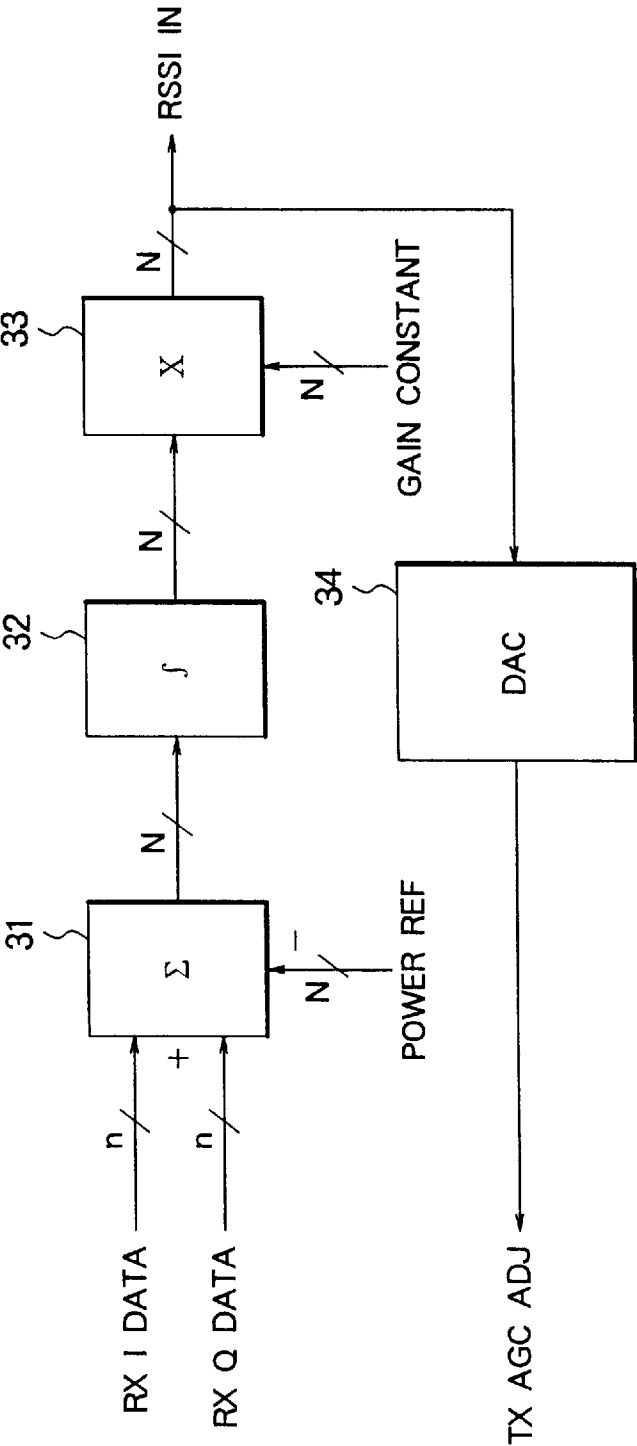 31
32
33
RX I DATA
n
+
Σ
N
∫
N
X
N
RSSI IN
RX Q DATA
n
−
N
N
POWER REF
GAIN CONSTANT
34
TX AGC ADJ
DAC